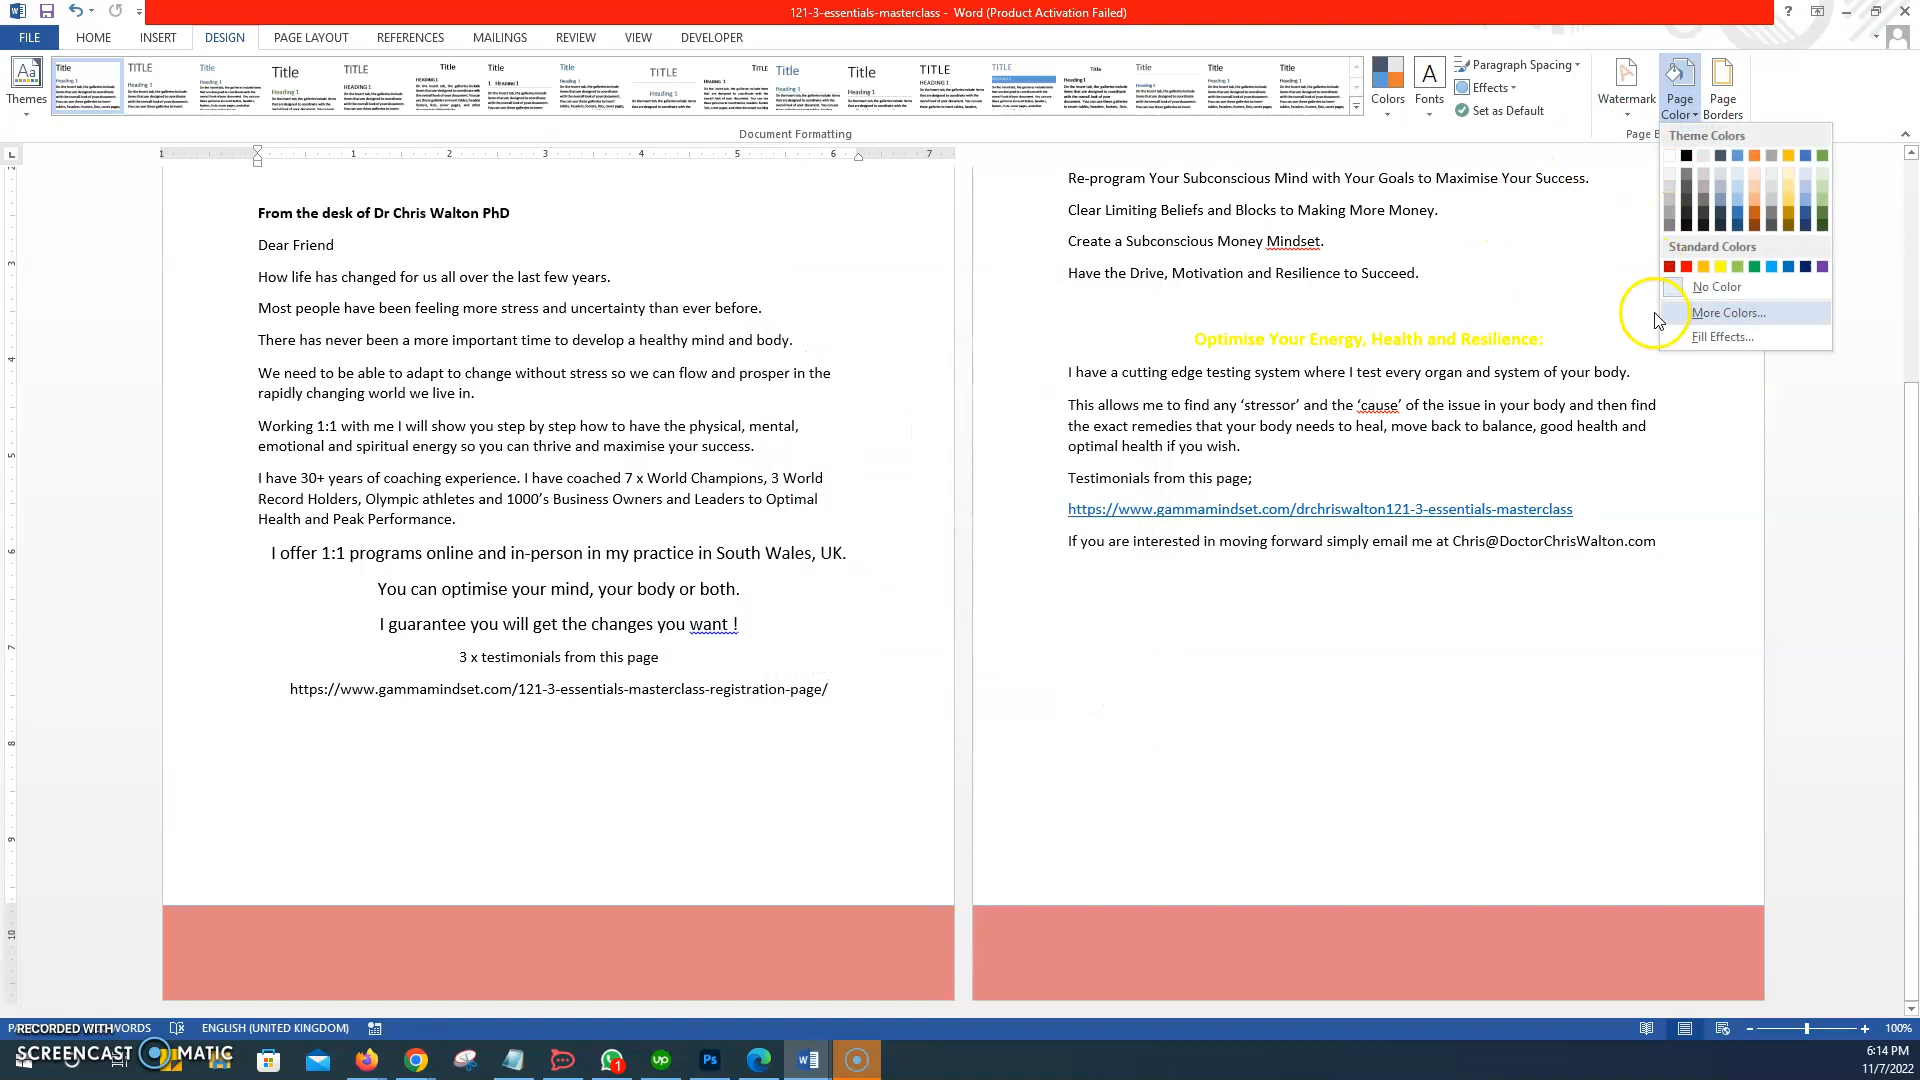 121-3-essentials-masterclass - Word (Product Activation Failed)
FILE HOME INSERT DESIGN PAGE LAYOUT REFERENCES MAILINGS REVIEW VIEW DEVELOPER
Themes
Colors
Fonts
Paragraph Spacing
Effects
Set as Default
Watermark
Page Color
Page Borders
Document Formatting
Theme Colors
Standard Colors
No Color
More Colors...
Fill Effects...
From the desk of Dr Chris Walton PhD
Dear Friend
How life has changed for us all over the last few years.
Most people have been feeling more stress and uncertainty than ever before.
There has never been a more important time to develop a healthy mind and body.
We need to be able to adapt to change without stress so we can flow and prosper in the
rapidly changing world we live in.
Working 1:1 with me I will show you step by step how to have the physical, mental,
emotional and spiritual energy so you can thrive and maximise your success.
I have 30+ years of coaching experience. I have coached 7 x World Champions, 3 World
Record Holders, Olympic athletes and 1000's Business Owners and Leaders to Optimal
Health and Peak Performance.
I offer 1:1 programs online and in-person in my practice in South Wales, UK.
You can optimise your mind, your body or both.
I guarantee you will get the changes you want !
3 x testimonials from this page
https://www.gammamindset.com/121-3-essentials-masterclass-registration-page/
Re-program Your Subconscious Mind with Your Goals to Maximise Your Success.
Clear Limiting Beliefs and Blocks to Making More Money.
Create a Subconscious Money Mindset.
Have the Drive, Motivation and Resilience to Succeed.
Optimise Your Energy, Health and Resilience:
I have a cutting edge testing system where I test every organ and system of your body.
This allows me to find any ‘stressor’ and the ‘cause’ of the issue in your body and then find
the exact remedies that your body needs to heal, move back to balance, good health and
optimal health if you wish.
Testimonials from this page;
https://www.gammamindset.com/drchriswalton121-3-essentials-masterclass
If you are interested in moving forward simply email me at Chris@DoctorChrisWalton.com
WORDS
ENGLISH (UNITED KINGDOM)
100%
RECORDED WITH
SCREENCAST MATIC
6:14 PM
11/7/2022